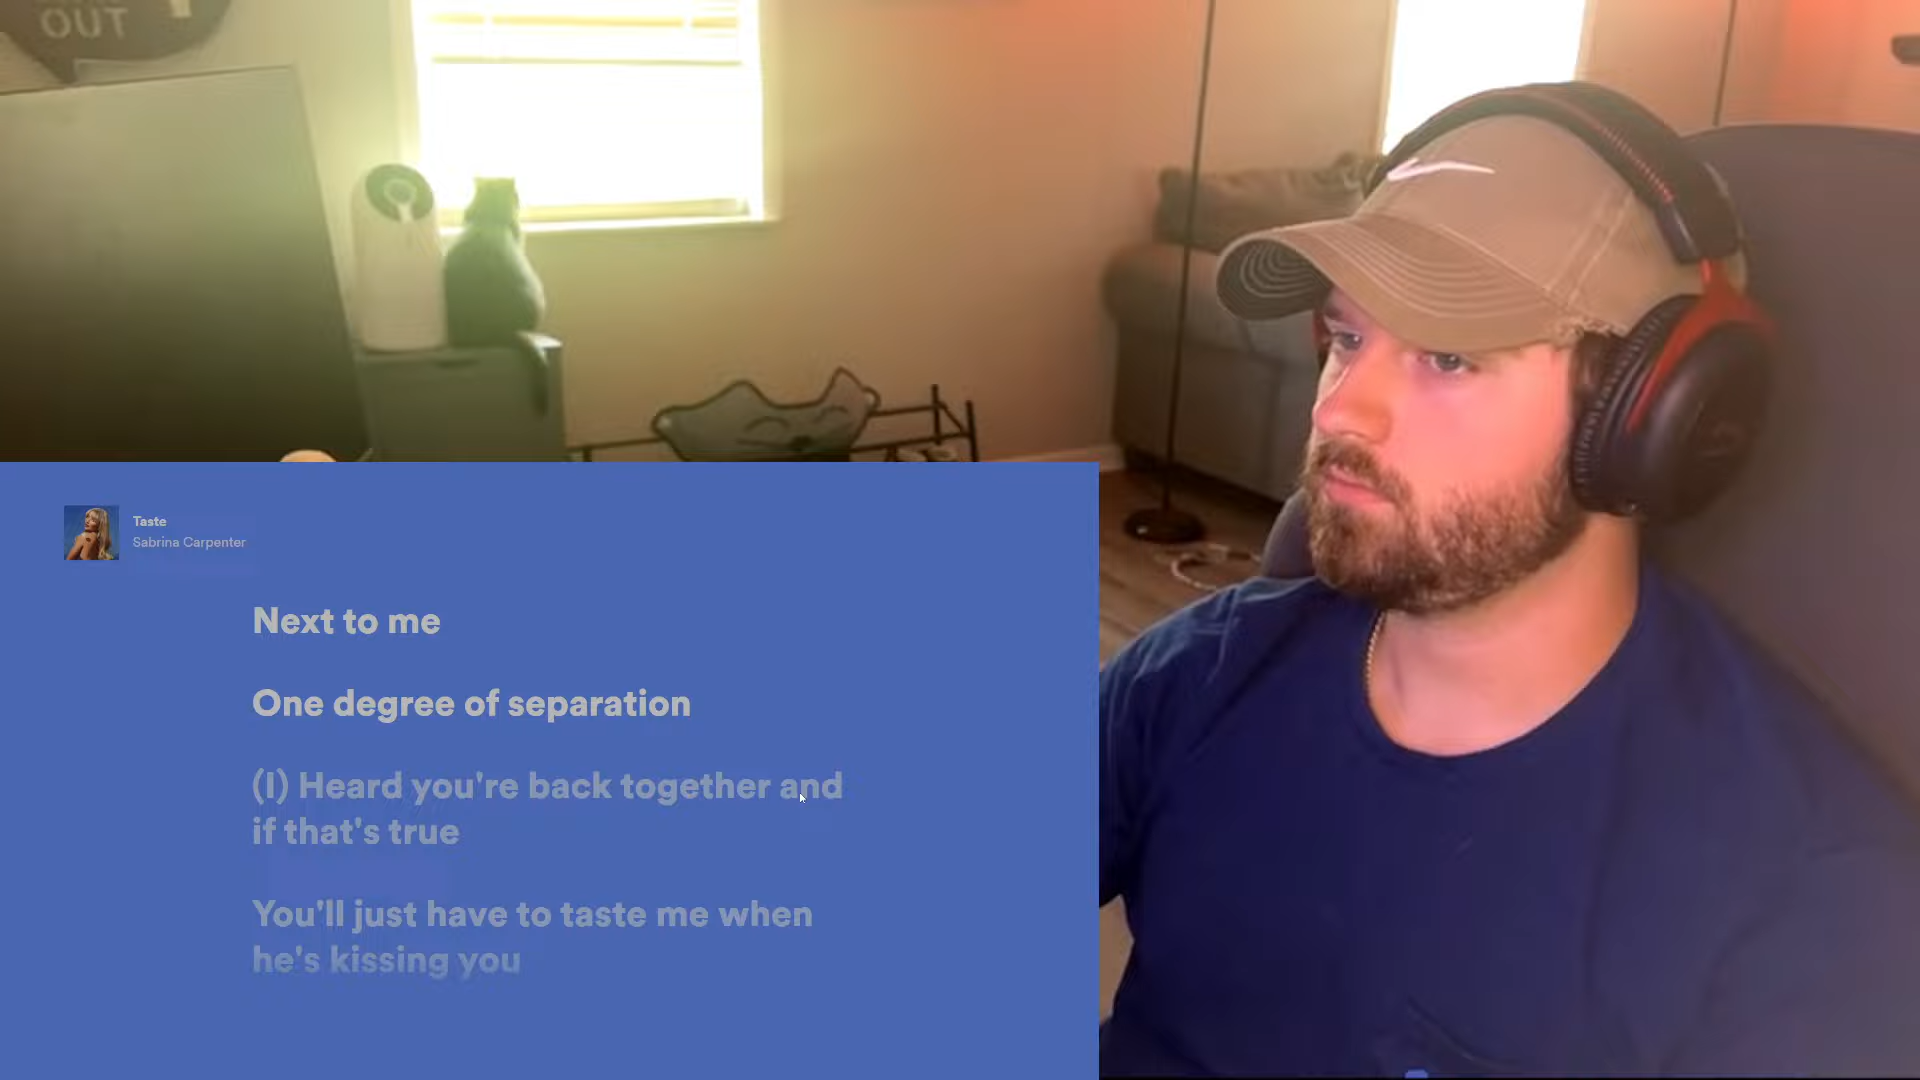 OUT
Taste
Sabrina Carpenter
Next to me
One degree of separation
(I) Heard you're back together and
if that's true
You'll just have to taste me when
he's kissing you